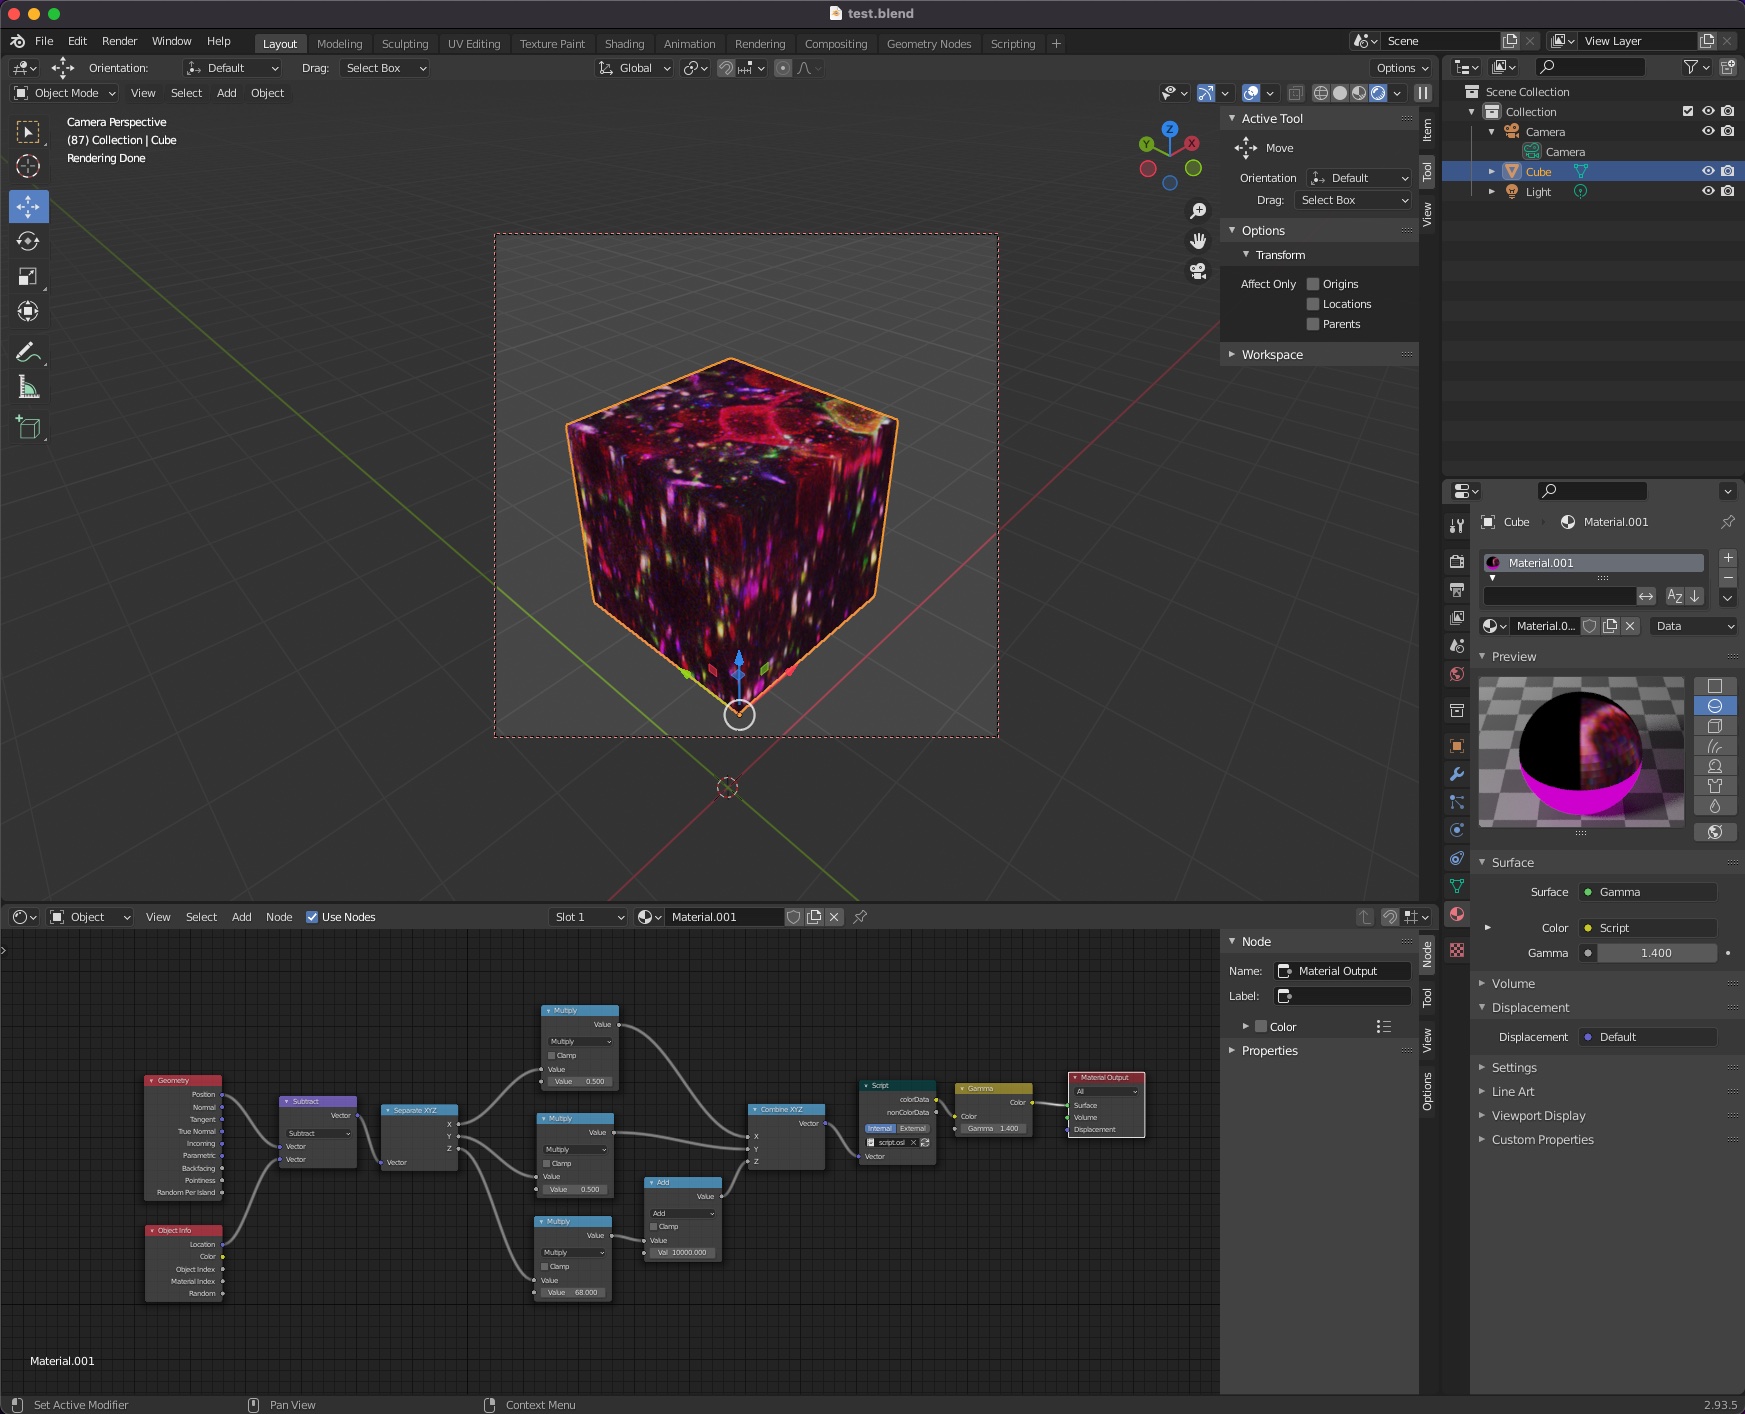 test.blend
File Edit Render Window Help
Layout Modeling Sculpting UV Editing Texture Paint Shading Animation Rendering Compositing Geometry Nodes Scripting +
Scene
View Layer
Orientation: Default Drag: Select Box
Global
Options
Object Mode View Select Add Object
Camera Perspective
(87) Collection | Cube
Rendering Done
Z
Y
X
Active Tool
Move
Orientation Default
Drag: Select Box
Options
Transform
Affect Only Origins
Locations
Parents
Workspace
Item
Tool
View
Scene Collection
Collection
Camera
Camera
Cube
Light
Cube Material.001
Material.001
Material.0... Data
Preview
Surface
Surface Gamma
Color Script
Gamma 1.400
Volume
Displacement
Displacement Default
Settings
Line Art
Viewport Display
Custom Properties
Object View Select Add Node Use Nodes
Slot 1
Material.001
Node
Name: Material Output
Label:
Color
Properties
Node
Tool
View
Options
Geometry
Position
Normal
Tangent
True Normal
Incoming
Parametric
Backfacing
Pointiness
Random Per Island
Object Info
Location
Color
Object Index
Material Index
Random
Subtract
Vector
Subtract
Vector
Vector
Separate XYZ
X
Y
Z
Vector
Multiply
Value
Multiply
Clamp
Value
Value 0.500
Multiply
Value
Multiply
Clamp
Value
Value 0.500
Multiply
Value
Multiply
Clamp
Value
Value 68.000
Add
Value
Add
Clamp
Value
Val 10000.000
Combine XYZ
Vector
X
Y
Z
Script
colorData
nonColorData
Internal External
script.osl
Vector
Gamma
Color
Color
Gamma 1.400
Material Output
All
Surface
Volume
Displacement
Material.001
Set Active Modifier
Pan View
Context Menu
2.93.5